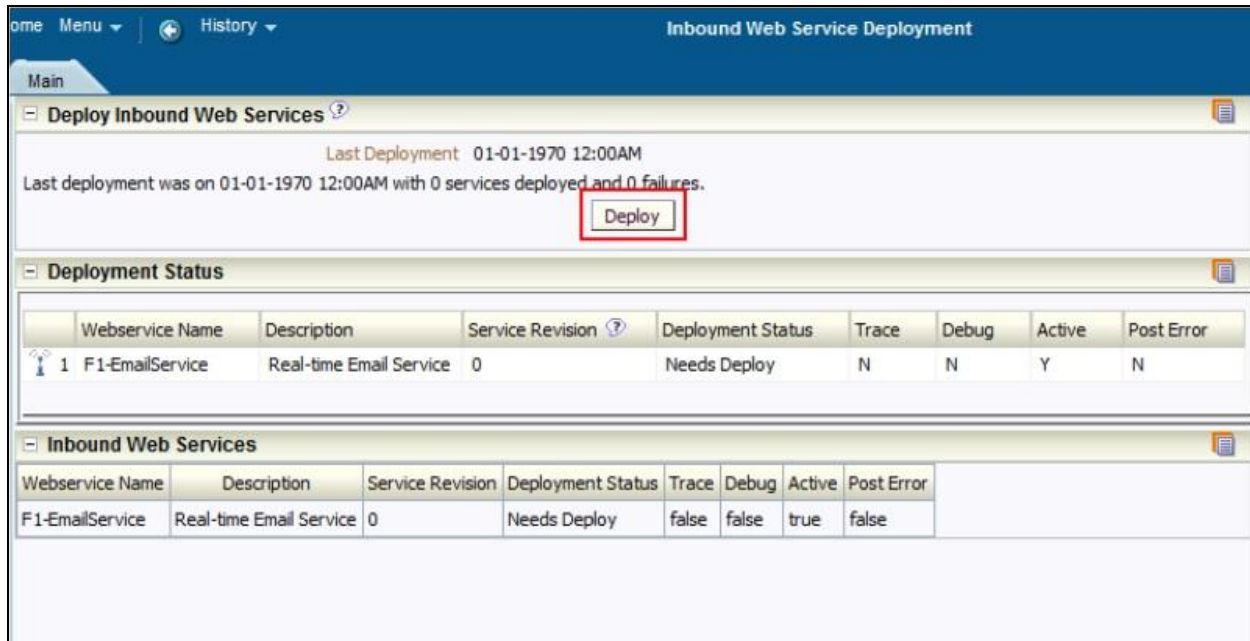 ome Menu History Inbound Web Service Deployment
Main
Deploy Inbound Web Services ?
Last Deployment 01-01-1970 12:00AM
Last deployment was on 01-01-1970 12:00AM with 0 services deployed and 0 failures.
Deploy
Deployment Status
Webservice Name Description Service Revision ? Deployment Status Trace Debug Active Post Error
1 F1-EmailService Real-time Email Service 0 Needs Deploy N N Y N
Inbound Web Services
Webservice Name Description Service Revision Deployment Status Trace Debug Active Post Error
F1-EmailService Real-time Email Service 0 Needs Deploy false false true false